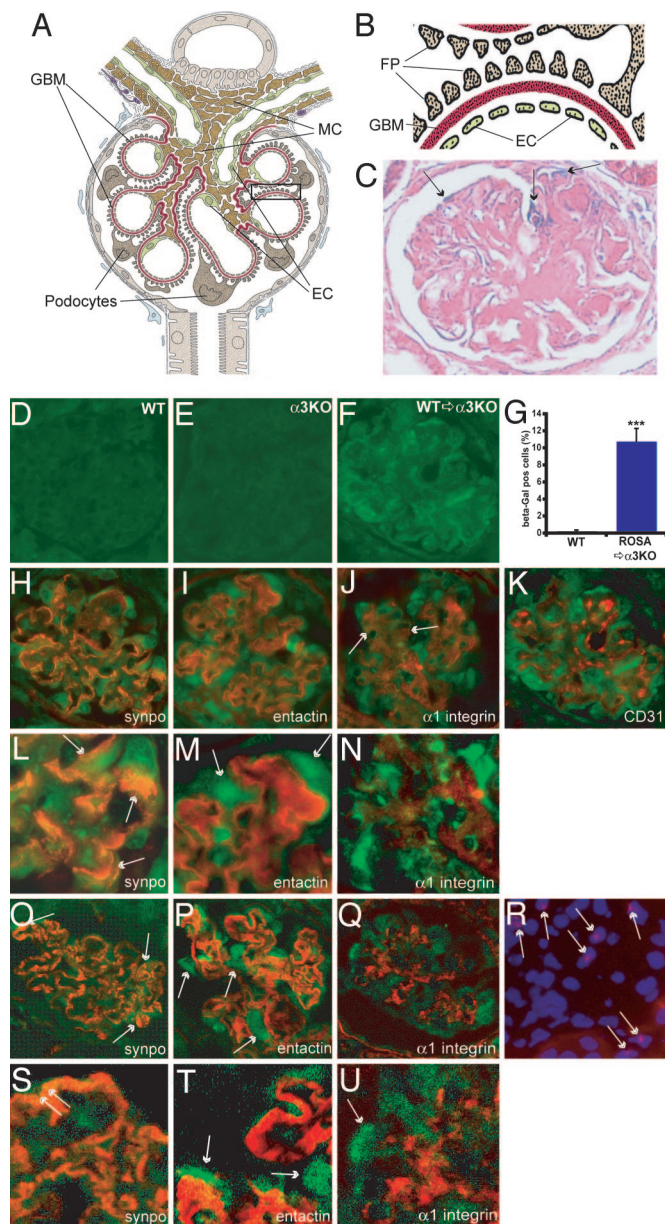 A
GBM
MC
EC
Podocytes
B
FP
GBM
EC
C
D
WT
E
α3KO
F
WT⇨α3KO
G
beta-Gal pos cells (%)
14
12
10
8
6
4
2
0
***
WT
ROSA
⇨α3KO
H
synpo
I
entactin
J
α1 integrin
K
CD31
L
synpo
M
entactin
N
α1 integrin
O
synpo
P
entactin
Q
α1 integrin
R
S
synpo
T
entactin
U
α1 integrin